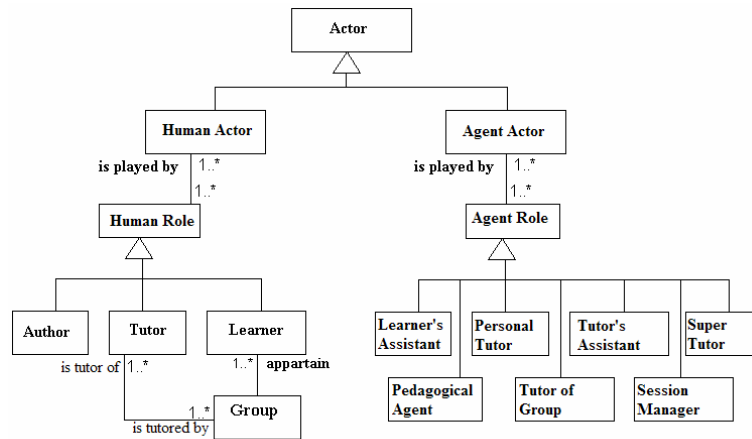 Actor
Human Actor
Agent Actor
is played by
1..*
is played by
1..*
1..*
1..*
Human Role
Agent Role
Author
Tutor
Learner
Learner's
Assistant
Personal
Tutor
Tutor's
Assistant
Super
Tutor
is tutor of
1..*
1..*
appartain
Pedagogical
Agent
Tutor of
Group
Session
Manager
1..*
Group
is tutored by